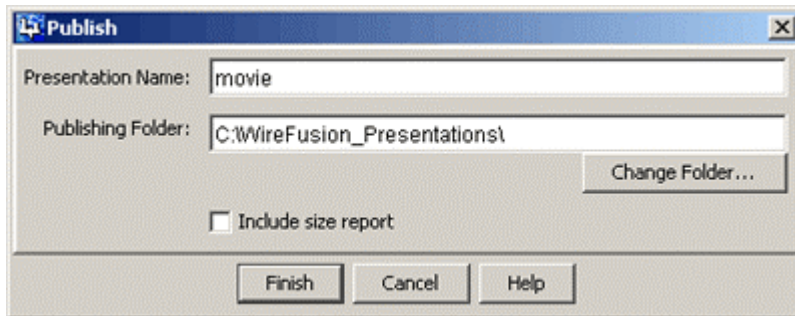 Publish
Presentation Name: movie
Publishing Folder: C:\WireFusion_Presentations\
Change Folder...
Include size report
Finish Cancel Help